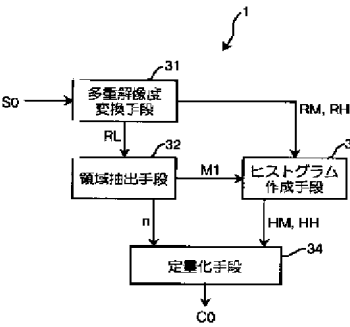 1
31
S0
多重解像度
変換手段
RM, RH
RL
32
領域抽出手段
M1
3
ヒストグラム
作成手段
n
HM, HH
定量化手段
34
C0